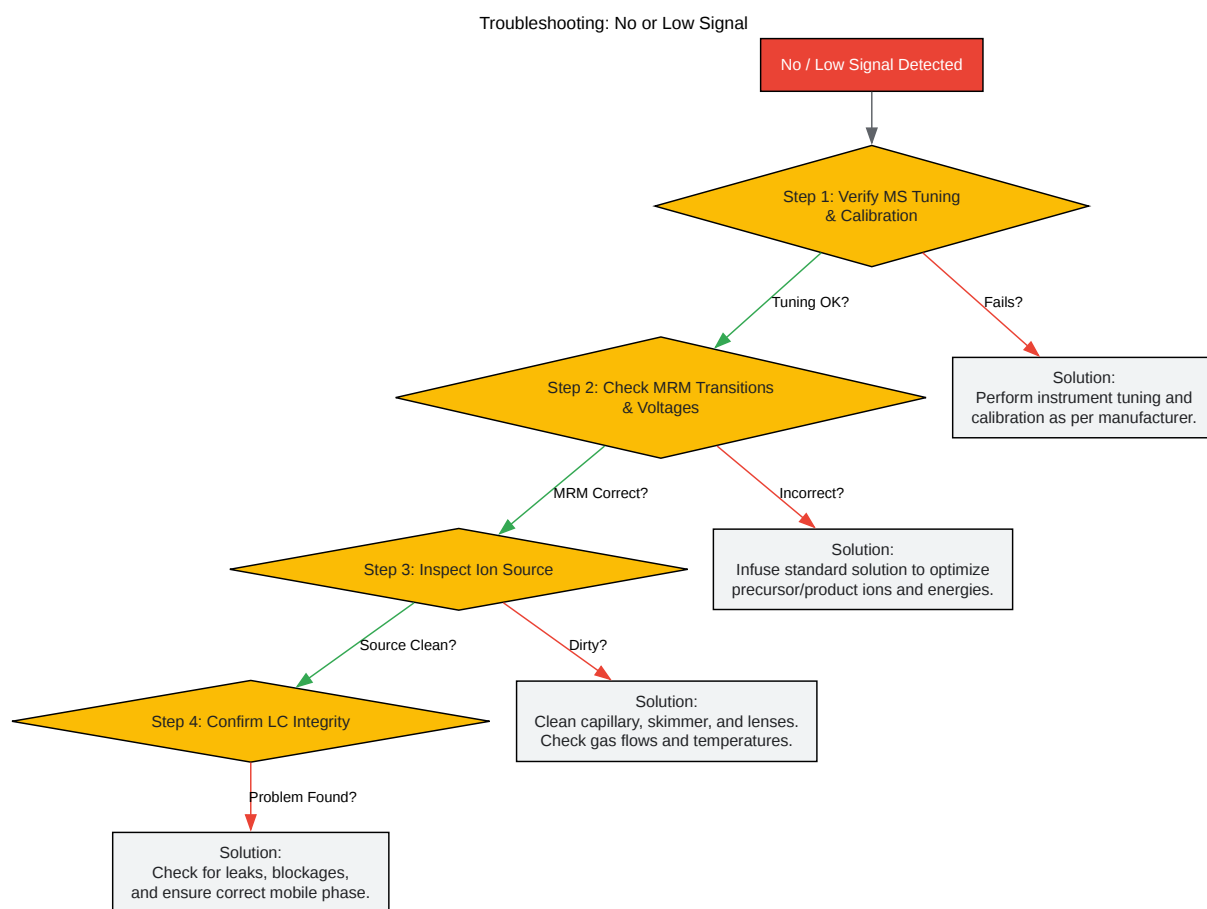 Troubleshooting: No or Low Signal
No / Low Signal Detected
Step 1: Verify MS Tuning
& Calibration
Tuning OK?
Fails?
Step 2: Check MRM Transitions
& Voltages
Solution:
Perform instrument tuning and
calibration as per manufacturer.
MRM Correct?
Incorrect?
Step 3: Inspect Ion Source
Solution:
Infuse standard solution to optimize
precursor/product ions and energies.
Source Clean?
Dirty?
Step 4: Confirm LC Integrity
Solution:
Clean capillary, skimmer, and lenses.
Check gas flows and temperatures.
Problem Found?
Solution:
Check for leaks, blockages,
and ensure correct mobile phase.